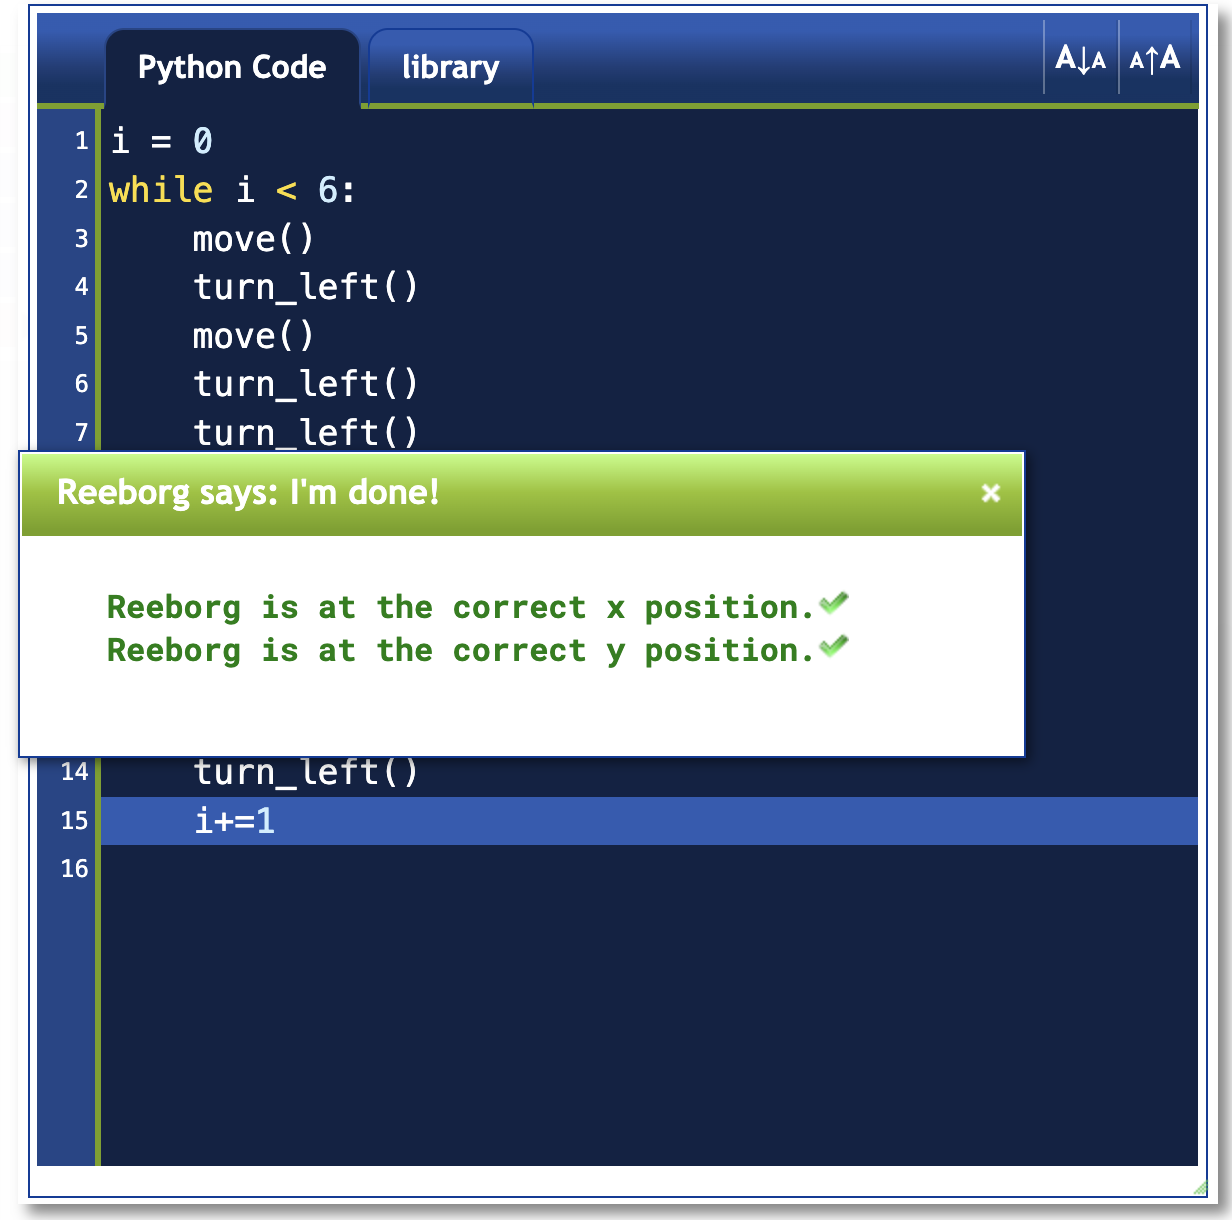 Python Code
library
A↓A
A↑A
1 i = 0
2 while i < 6:
3 move()
4 turn_left()
5 move()
6 turn_left()
7 turn_left()
Reeborg says: I'm done!
×
Reeborg is at the correct x position.
Reeborg is at the correct y position.
14 turn_left()
15 i+=1
16